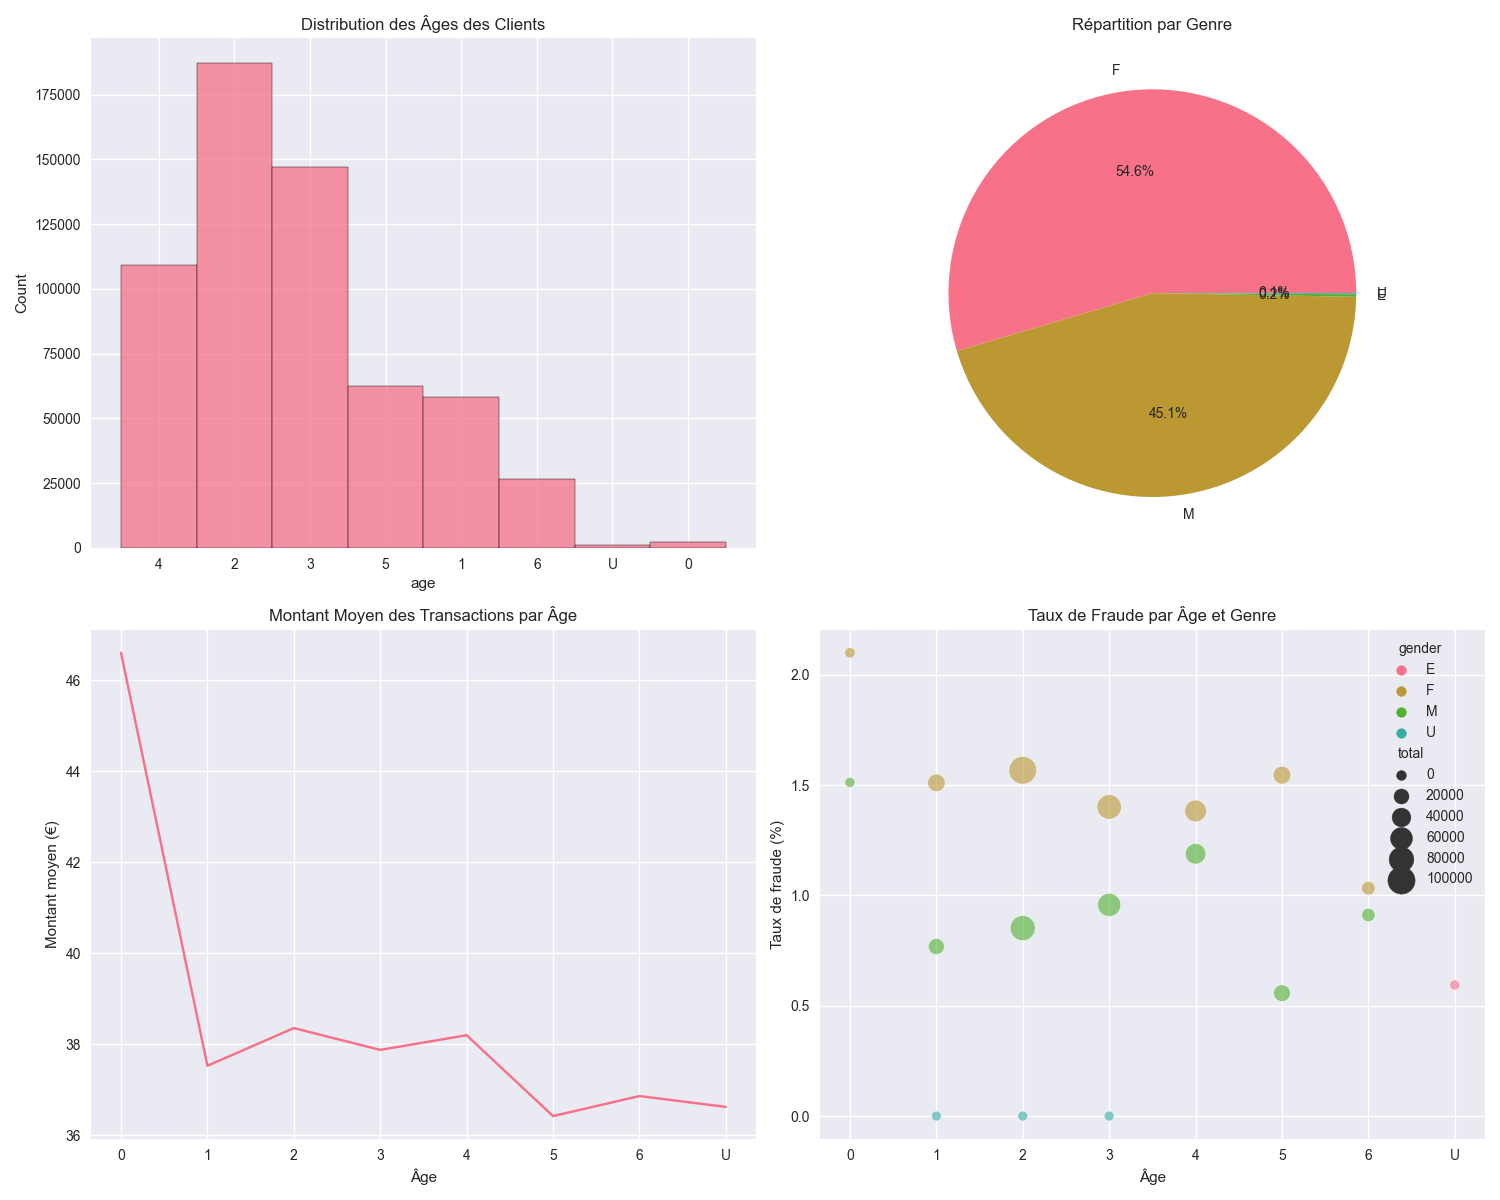 Distribution des Âges des Clients
175000
150000
125000
100000
75000
50000
25000
0
Count
4 2 3 5 1 6 U 0
age
Répartition par Genre
F
54.6%
0.1%
0.2%
U
E
45.1%
M
Montant Moyen des Transactions par Âge
46
44
42
40
38
36
Montant moyen (€)
0 1 2 3 4 5 6 U
Âge
Taux de Fraude par Âge et Genre
2.0
1.5
1.0
0.5
0.0
Taux de fraude (%)
gender
E
F
M
U
total
0
20000
40000
60000
80000
100000
0 1 2 3 4 5 6 U
Âge